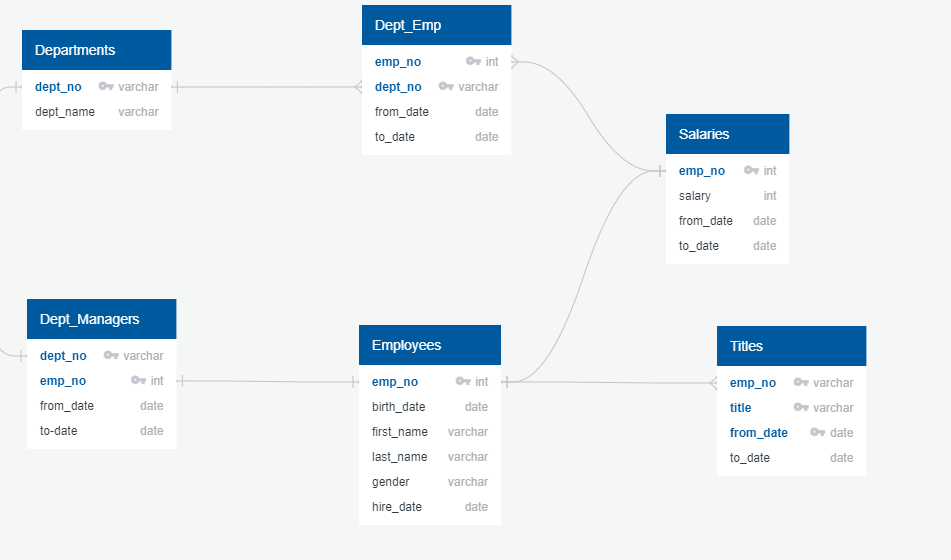 Departments
dept_no varchar
dept_name varchar
Dept_Emp
emp_no int
dept_no varchar
from_date date
to_date date
Salaries
emp_no int
salary int
from_date date
to_date date
Dept_Managers
dept_no varchar
emp_no int
from_date date
to-date date
Employees
emp_no int
birth_date date
first_name varchar
last_name varchar
gender varchar
hire_date date
Titles
emp_no varchar
title varchar
from_date date
to_date date